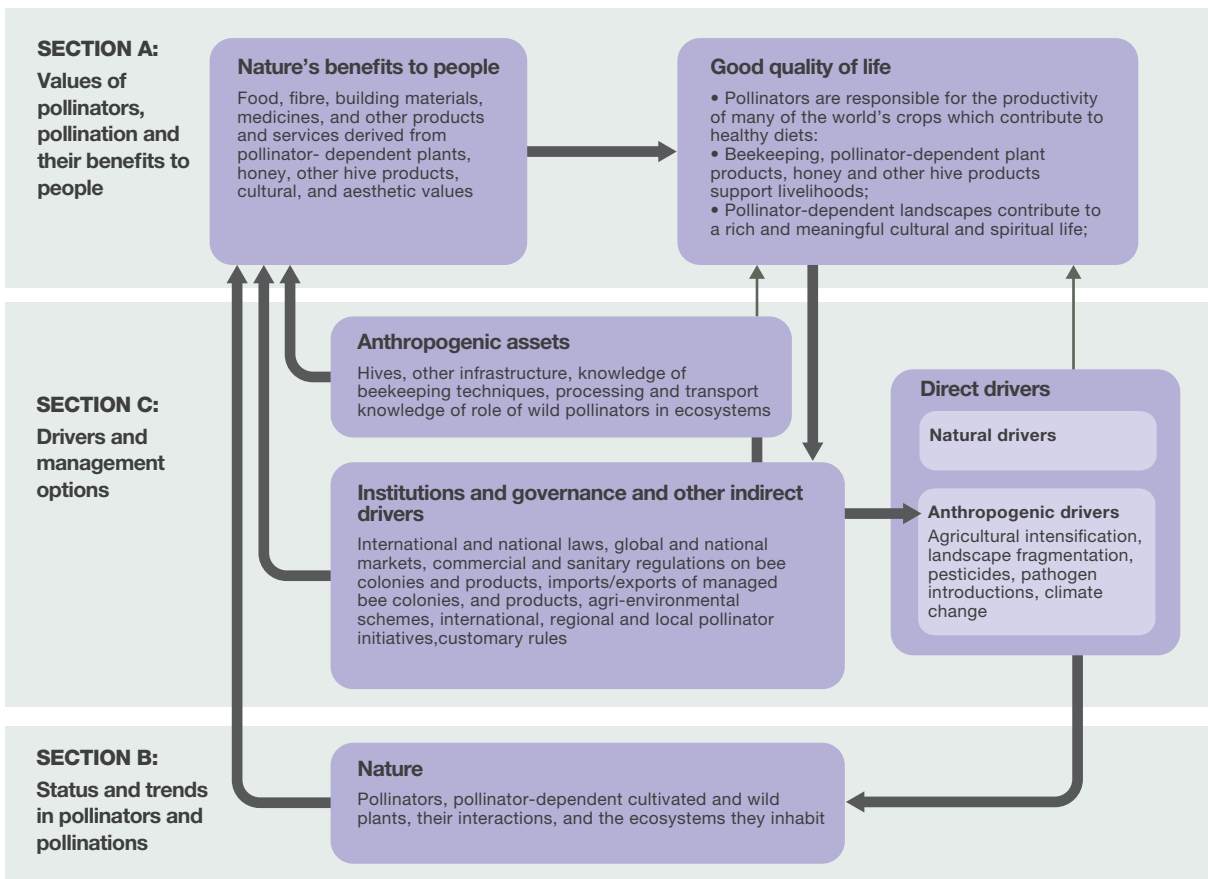 SECTION A:
Values of
pollinators,
pollination and
their benefits to
people
Nature’s benefits to people
Food, fibre, building materials,
medicines, and other products
and services derived from
pollinator- dependent plants,
honey, other hive products,
cultural, and aesthetic values
Good quality of life
• Pollinators are responsible for the productivity
of many of the world’s crops which contribute to
healthy diets:
• Beekeeping, pollinator-dependent plant
products, honey and other hive products
support livelihoods;
• Pollinator-dependent landscapes contribute to
a rich and meaningful cultural and spiritual life;
SECTION C:
Drivers and
management
options
Anthropogenic assets
Hives, other infrastructure, knowledge of
beekeeping techniques, processing and transport
knowledge of role of wild pollinators in ecosystems
Institutions and governance and other indirect
drivers
International and national laws, global and national
markets, commercial and sanitary regulations on bee
colonies and products, imports/exports of managed
bee colonies, and products, agri-environmental
schemes, international, regional and local pollinator
initiatives,customary rules
Direct drivers
Natural drivers
Anthropogenic drivers
Agricultural intensification,
landscape fragmentation,
pesticides, pathogen
introductions, climate
change
SECTION B:
Status and trends
in pollinators and
pollinations
Nature
Pollinators, pollinator-dependent cultivated and wild
plants, their interactions, and the ecosystems they inhabit